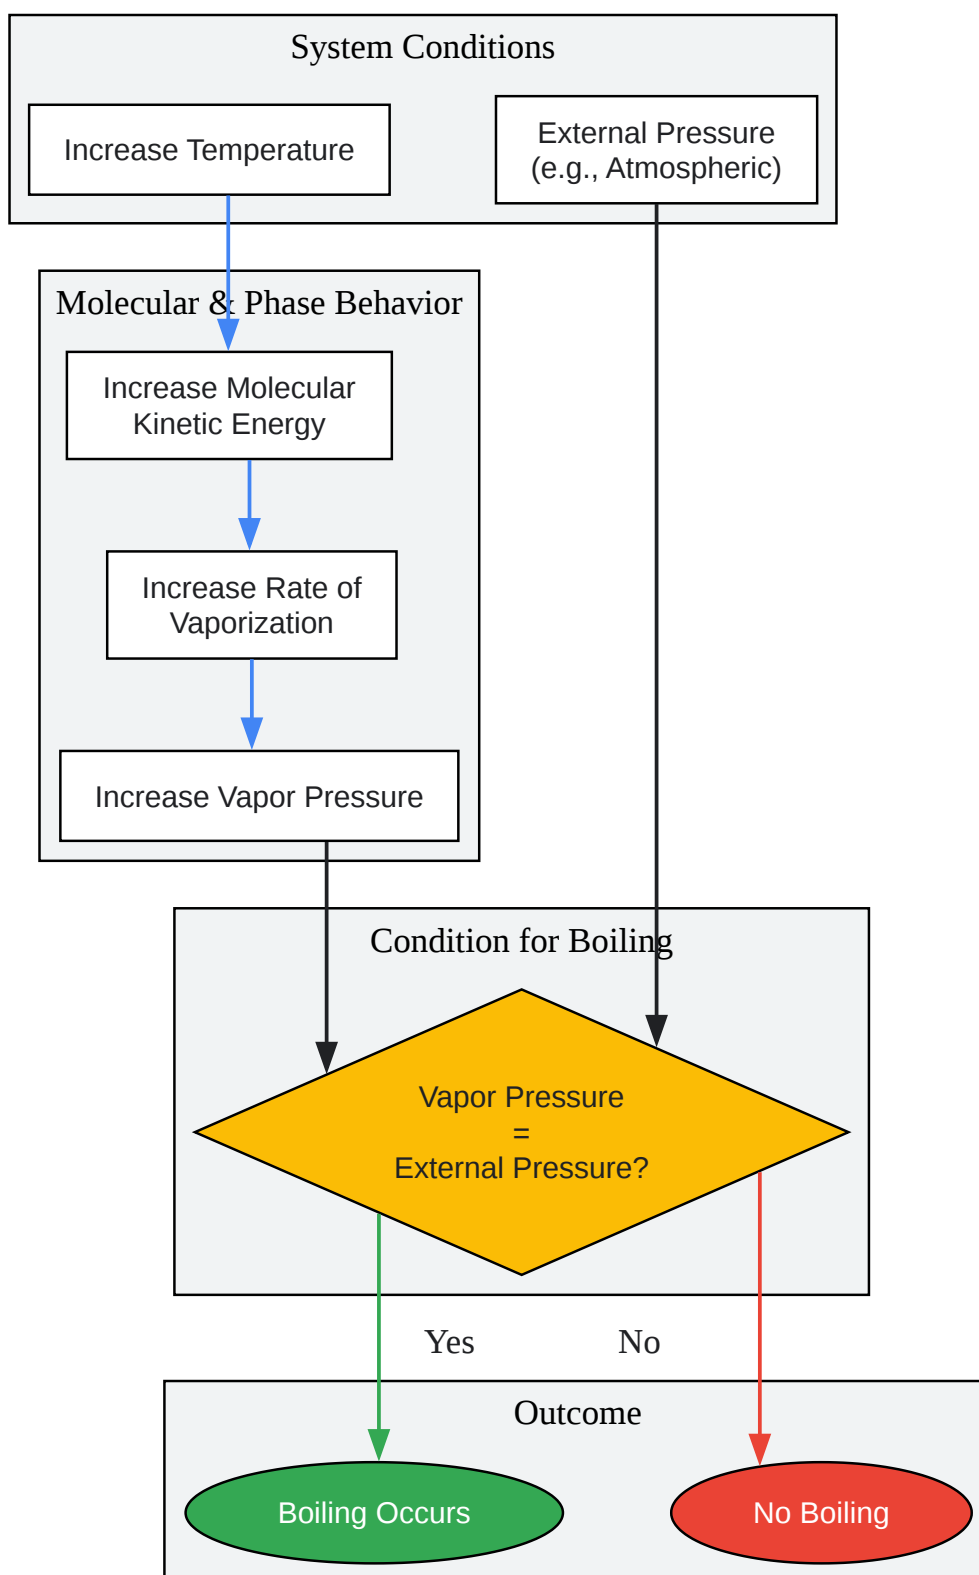 System Conditions
Increase Temperature
External Pressure
(e.g., Atmospheric)
Molecular & Phase Behavior
Increase Molecular
Kinetic Energy
Increase Rate of
Vaporization
Increase Vapor Pressure
Condition for Boiling
Vapor Pressure
=
External Pressure?
Yes
No
Outcome
Boiling Occurs
No Boiling